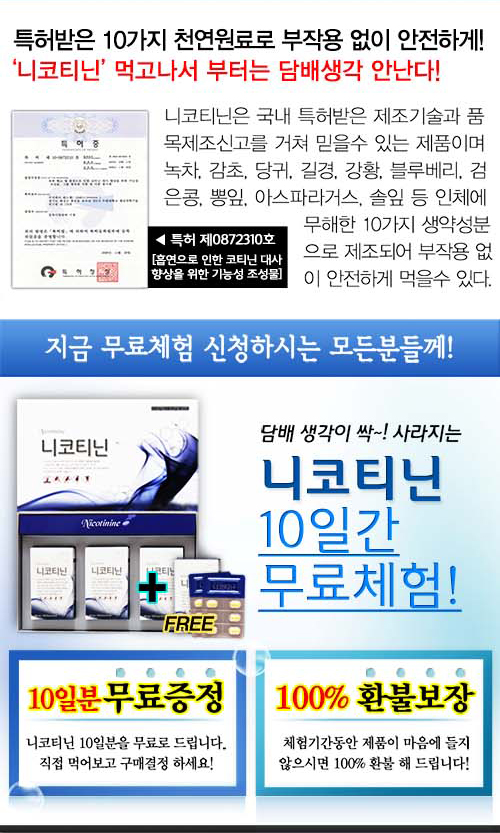 특허받은 10가지 천연원료로 부작용 없이 안전하게!
‘니코티닌’ 먹고나서 부터는 담배생각 안난다!
니코티닌은 국내 특허받은 제조기술과 품
목제조신고를 거쳐 믿을수 있는 제품이며
녹차, 감초, 당귀, 길경, 강황, 블루베리, 검
은콩, 뽕잎, 아스파라거스, 솔잎 등 인체에
무해한 10가지 생약성분
으로 제조되어 부작용 없
이 안전하게 먹을수 있다.
특허증
◀ 특허 제0872310호
[흡연으로 인한 코티닌 대사
향상을 위한 기능성 조성물]
특허청장
지금 무료체험 신청하시는 모든분들께!
담배 생각이 싹~! 사라지는
니코티닌
10일간
무료체험!
Nicotinine
니코티닌
Nicotinine
니코티닌
니코티닌
니코티닌
+
FREE
10일분무료증정
니코티닌 10일분을 무료로 드립니다.
직접 먹어보고 구매결정 하세요!
100% 환불보장
체험기간동안 제품이 마음에 들지
않으시면 100% 환불 해 드립니다!